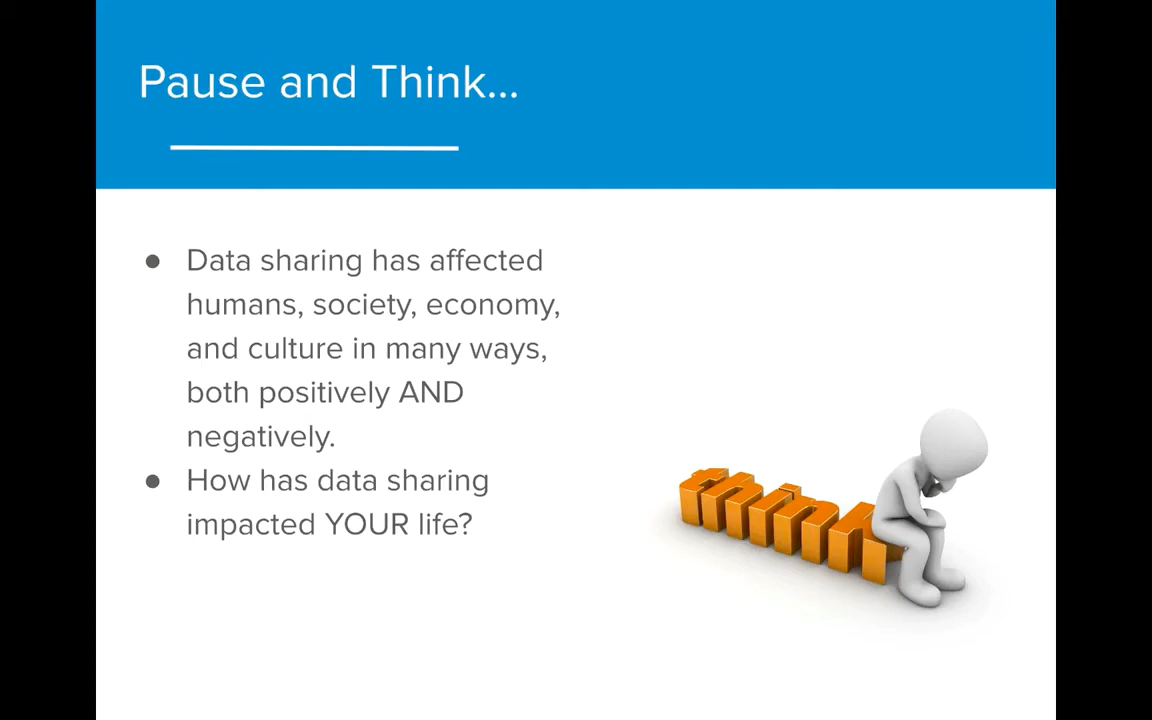 Pause and Think...
● Data sharing has affected
humans, society, economy,
and culture in many ways,
both positively AND
negatively.
● How has data sharing
impacted YOUR life?
think